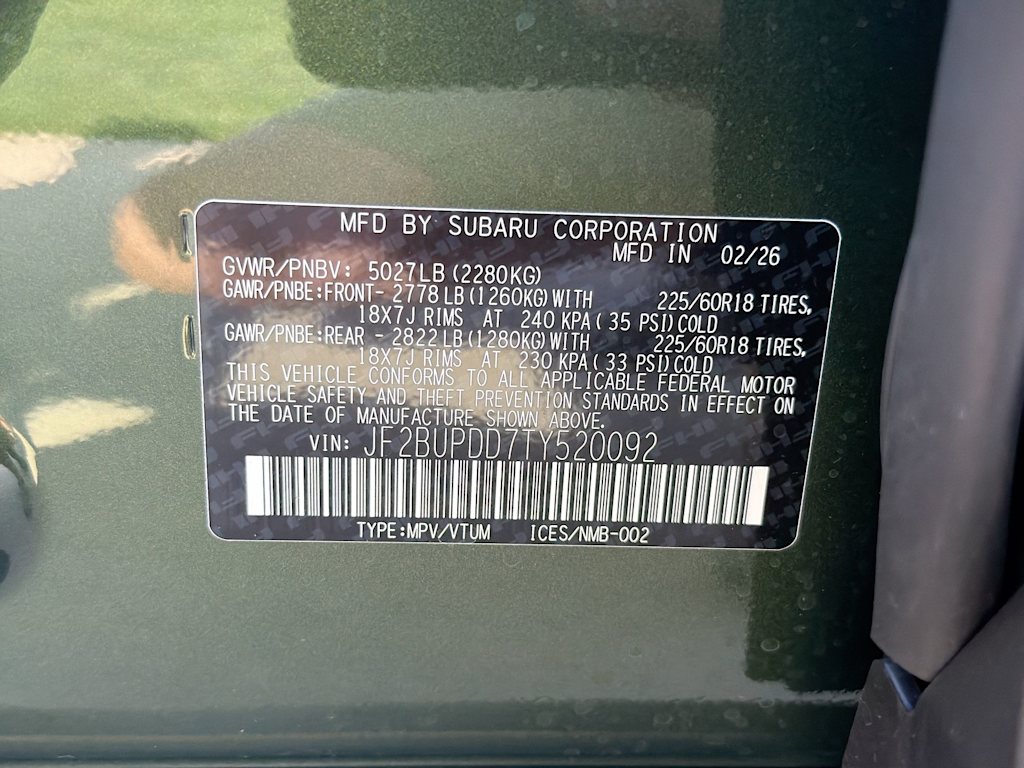 MFD BY SUBARU CORPORATION
MFD IN 02/26
GVWR/PNBV: 5027LB (2280KG)
GAWR/PNBE:FRONT- 2778 LB (1260KG) WITH 225/60R18 TIRES,
18X7J RIMS AT 240 KPA ( 35 PSI) COLD
GAWR/PNBE:REAR - 2822 LB (1280KG) WITH 225/60R18 TIRES,
18X7J RIMS AT 230 KPA ( 33 PSI) COLD
THIS VEHICLE CONFORMS TO ALL APPLICABLE FEDERAL MOTOR
VEHICLE SAFETY AND THEFT PREVENTION STANDARDS IN EFFECT ON
THE DATE OF MANUFACTURE SHOWN ABOVE.
VIN: JF2BUPDD7TY520092
TYPE:MPV/VTUM ICES/NMB-002